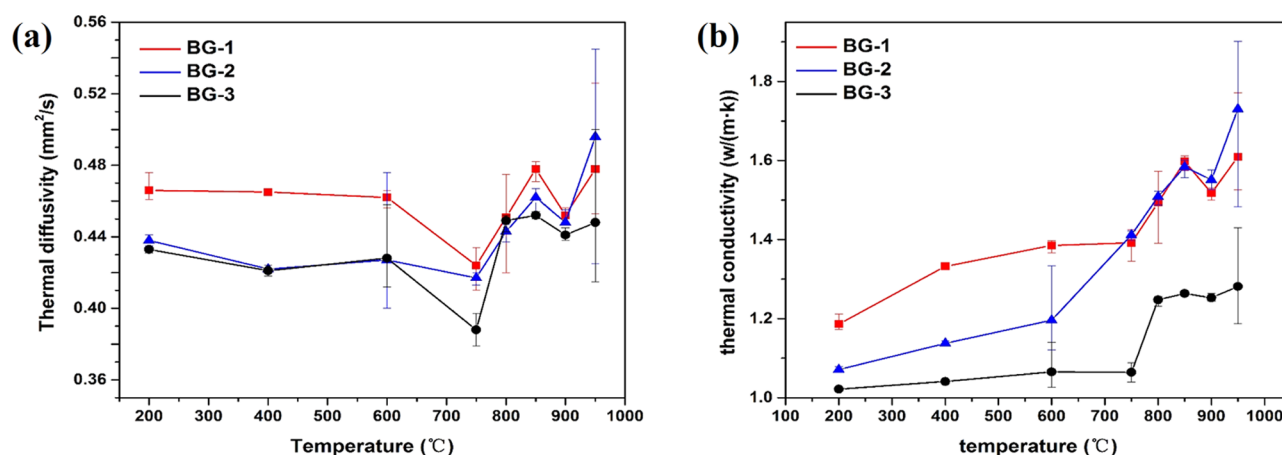 (a)
0.56
0.52
0.48
0.44
0.40
0.36
Thermal diffusivity (mm²/s)
BG-1
BG-2
BG-3
200 300 400 500 600 700 800 900 1000
Temperature (℃)
(b)
1.8
1.6
1.4
1.2
1.0
thermal conductivity (w/(m·k))
BG-1
BG-2
BG-3
100 200 300 400 500 600 700 800 900 1000
temperature (℃)